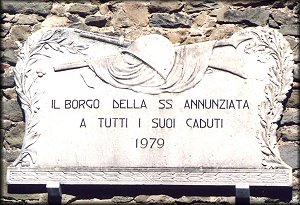 IL BORGO DELLA SS ANNUNZIATA
A TUTTI I SUOI CADUTI
1979